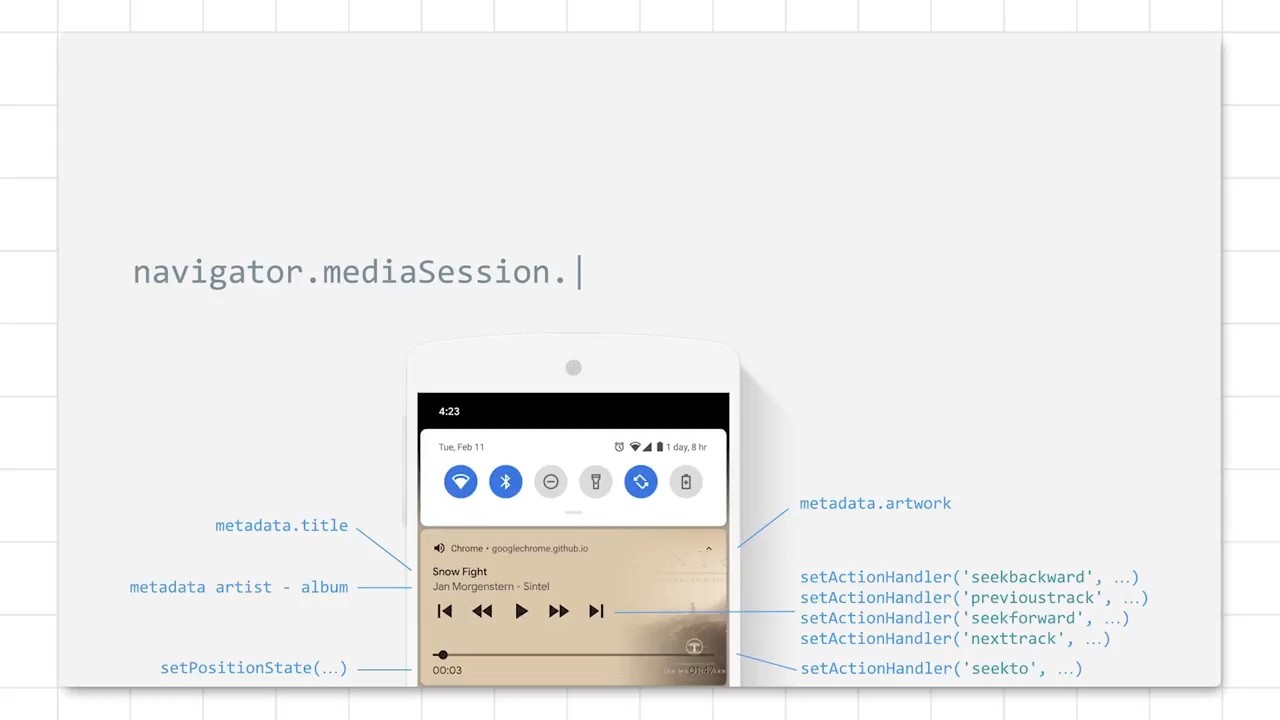 navigator.mediaSession.
4:23
Tue, Feb 11
1 day, 8 hr
metadata.title
metadata artist - album
setPositionState(...)
Chrome • googlechrome.github.io
Snow Fight
Jan Morgenstern - Sintel
00:03
metadata.artwork
setActionHandler('seekbackward', ...)
setActionHandler('previoustrack', ...)
setActionHandler('seekforward', ...)
setActionHandler('nexttrack', ...)
setActionHandler('seekto', ...)